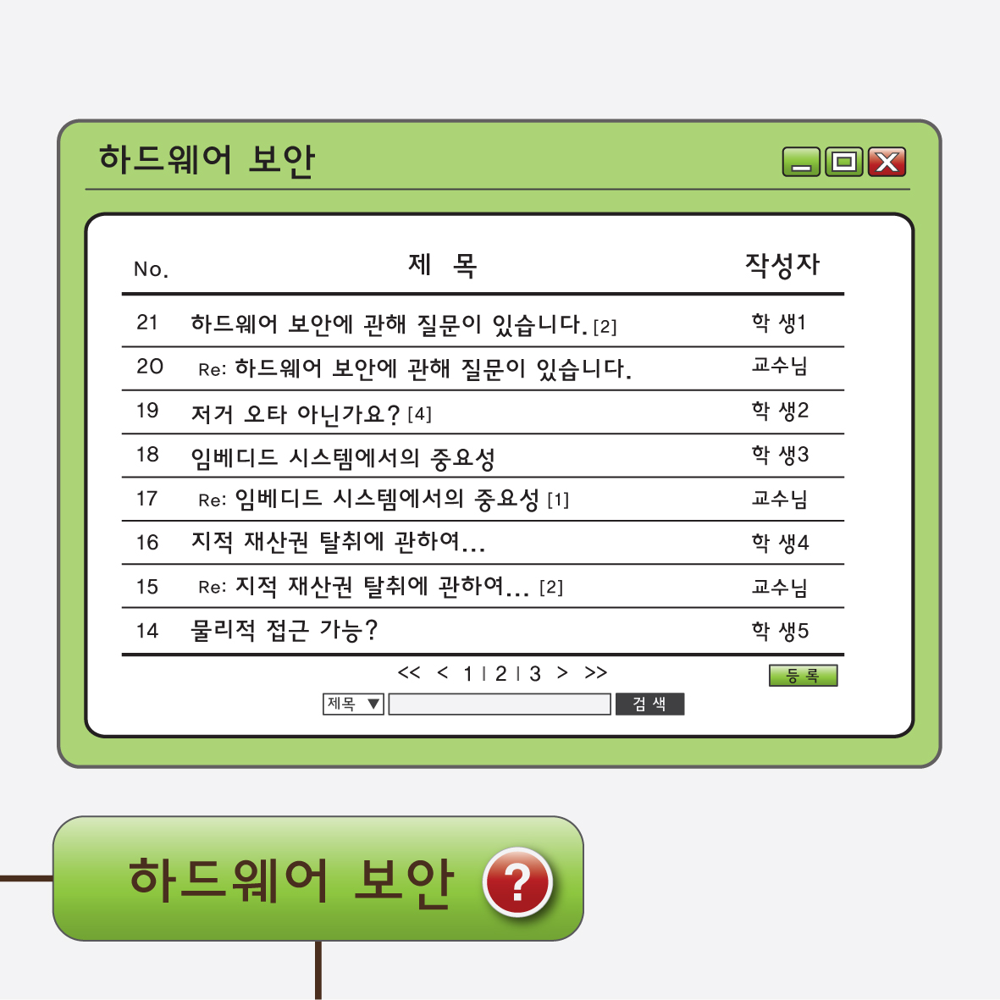 하드웨어 보안
No. 제 목 작성자
21 하드웨어 보안에 관해 질문이 있습니다. [2] 학 생1
20 Re: 하드웨어 보안에 관해 질문이 있습니다. 교수님
19 저거 오타 아닌가요? [4] 학 생2
18 임베디드 시스템에서의 중요성 학 생3
17 Re: 임베디드 시스템에서의 중요성 [1] 교수님
16 지적 재산권 탈취에 관하여... 학 생4
15 Re: 지적 재산권 탈취에 관하여... [2] 교수님
14 물리적 접근 가능? 학 생5
<< < 1 | 2 | 3 > >> 등 록
제목 ▼ 검 색
하드웨어 보안 ?